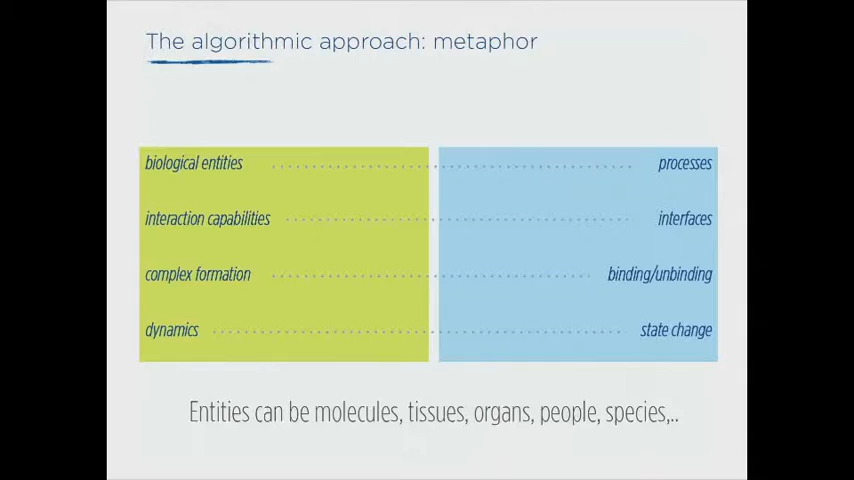 The algorithmic approach: metaphor
biological entities processes
interaction capabilities interfaces
complex formation binding/unbinding
dynamics state change
Entities can be molecules, tissues, organs, people, species,..